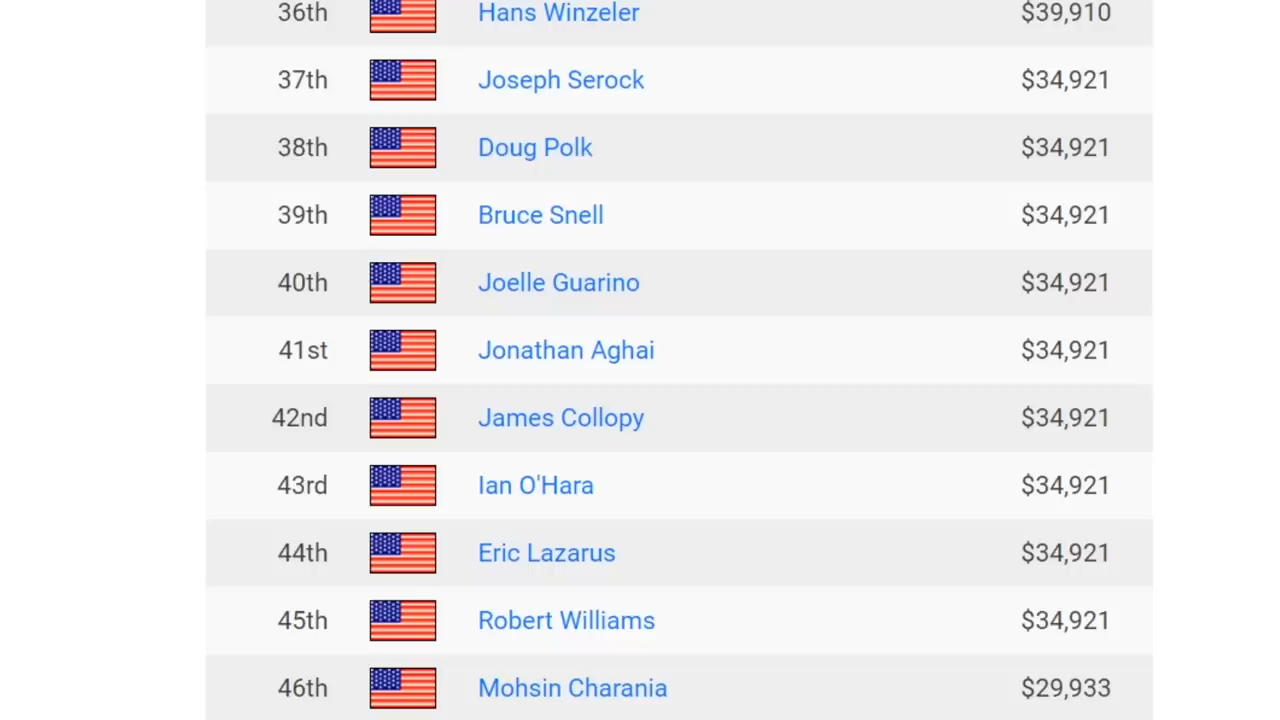 36th Hans Winzeler $39,910
37th Joseph Serock $34,921
38th Doug Polk $34,921
39th Bruce Snell $34,921
40th Joelle Guarino $34,921
41st Jonathan Aghai $34,921
42nd James Collopy $34,921
43rd Ian O'Hara $34,921
44th Eric Lazarus $34,921
45th Robert Williams $34,921
46th Mohsin Charania $29,933